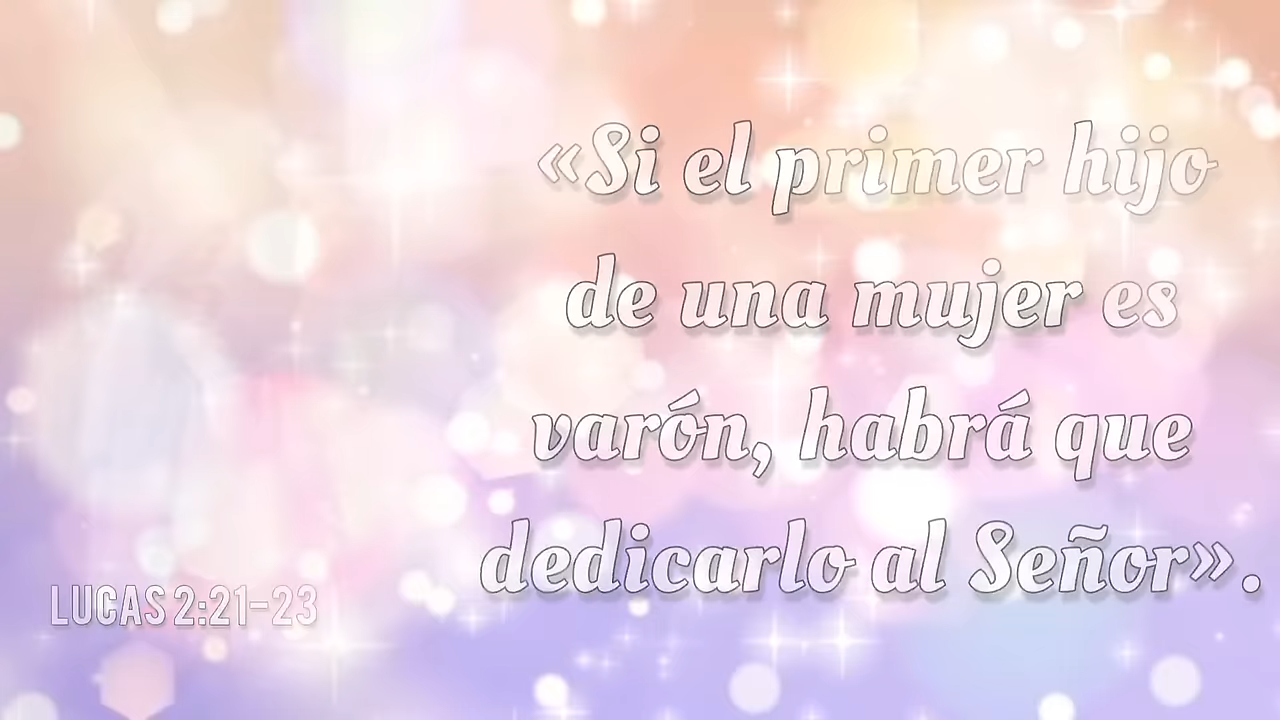 «Si el primer hijo
de una mujer es
varón, habrá que
dedicarlo al Señor».
LUCAS 2:21-23